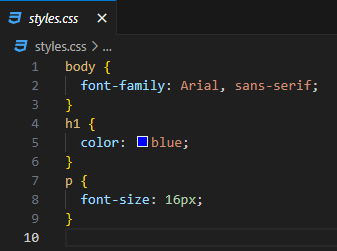 styles.css
styles.css > ...
1 body {
2 font-family: Arial, sans-serif;
3 }
4 h1 {
5 color: blue;
6 }
7 p {
8 font-size: 16px;
9 }
10